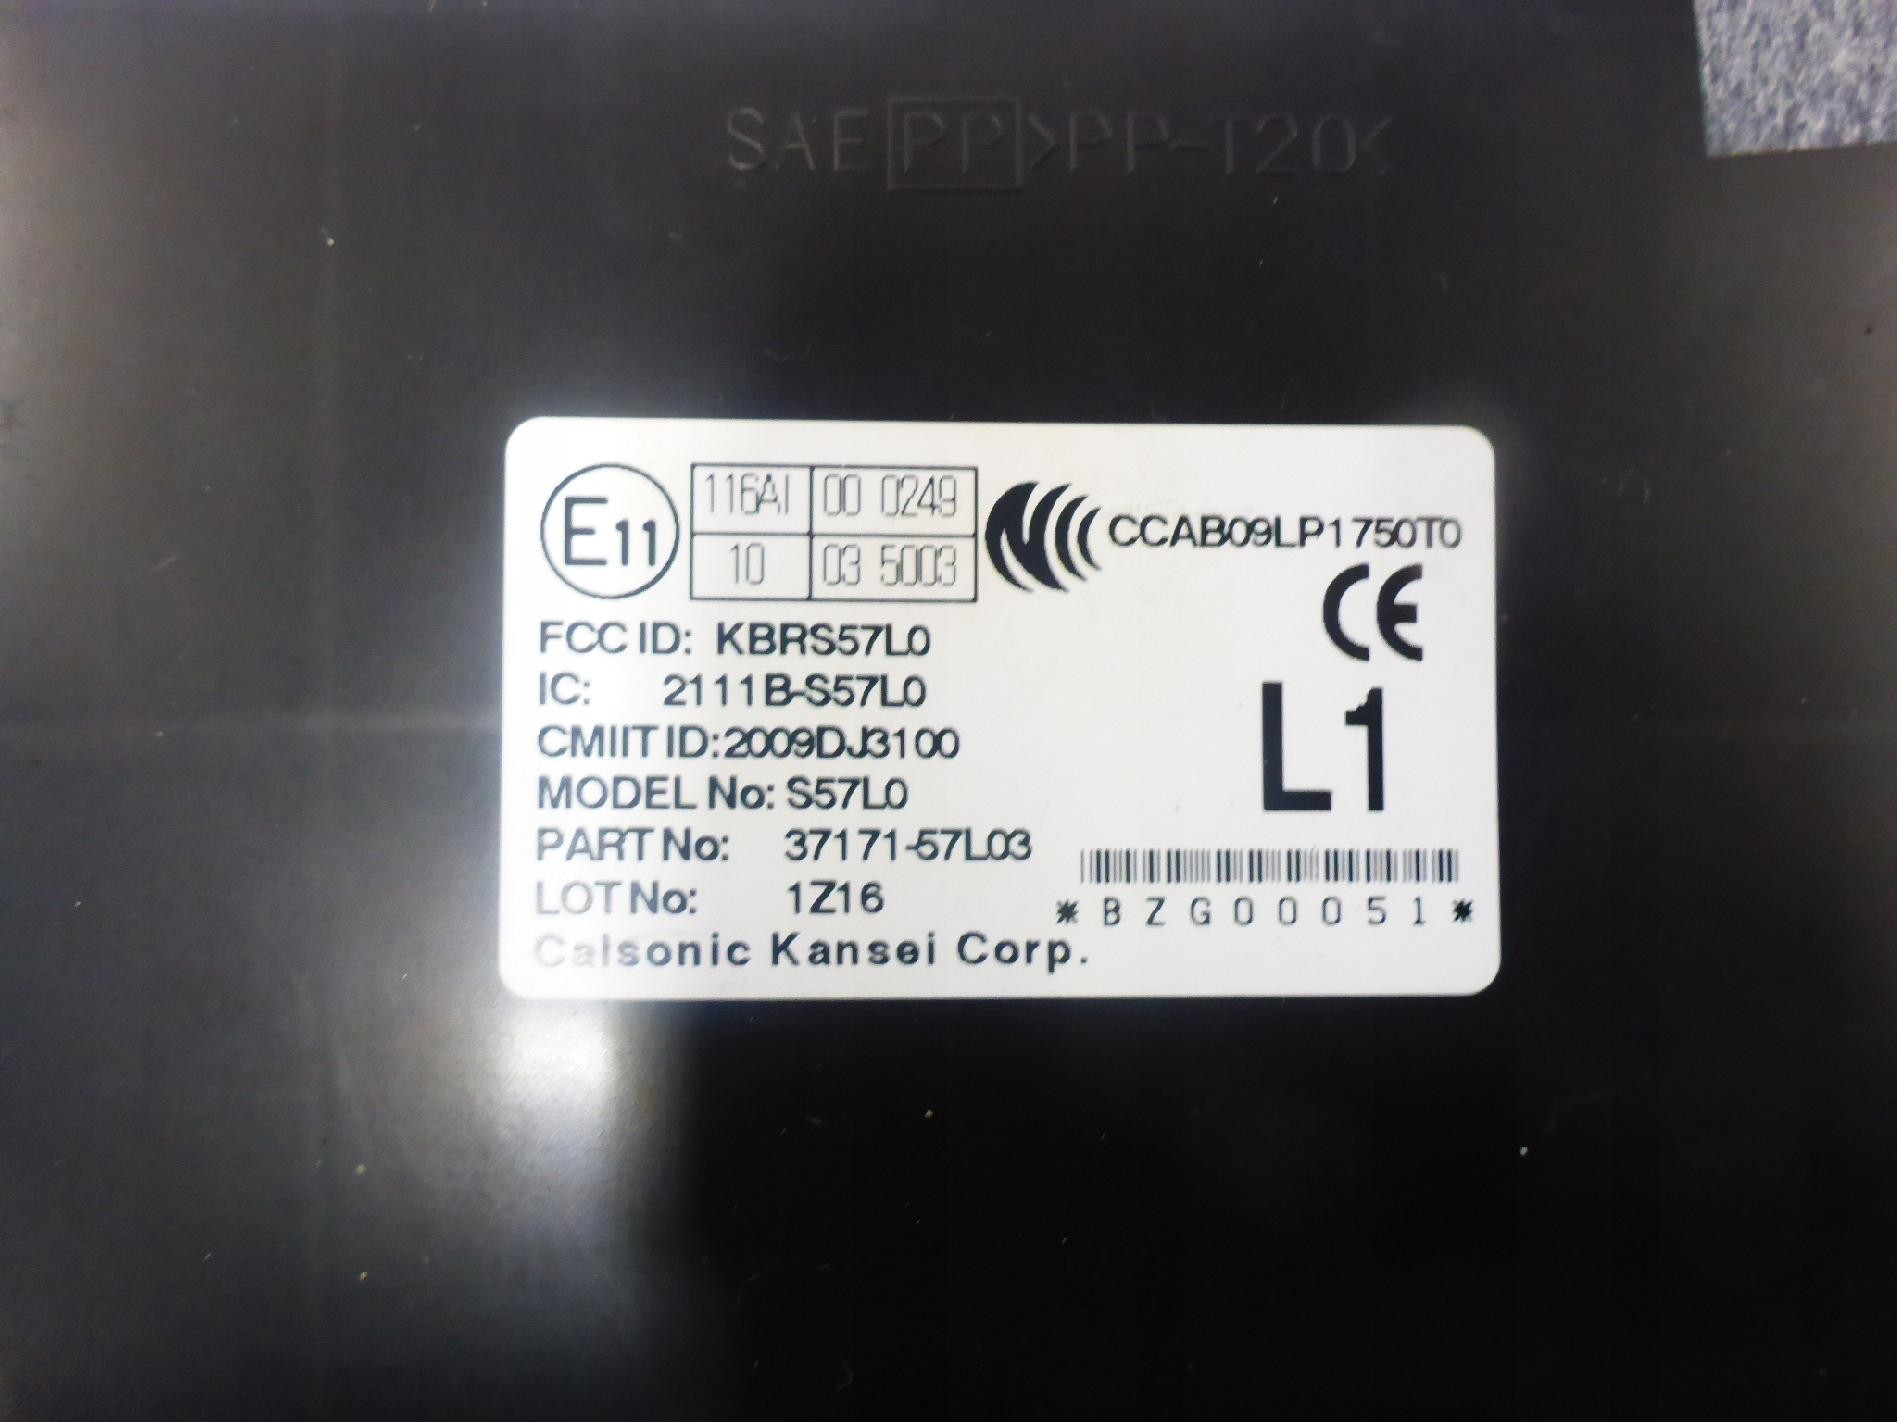 SAE PP >PP-T20<
E11 116AI 00 0249
10 03 5003
CCAB09LP1750T0
CE
FCC ID: KBRS57L0
IC: 2111B-S57L0
CMIIT ID:2009DJ3100
MODEL No: S57L0
L1
PART No: 37171-57L03
LOT No: 1Z16
*BZG00051*
Calsonic Kansei Corp.